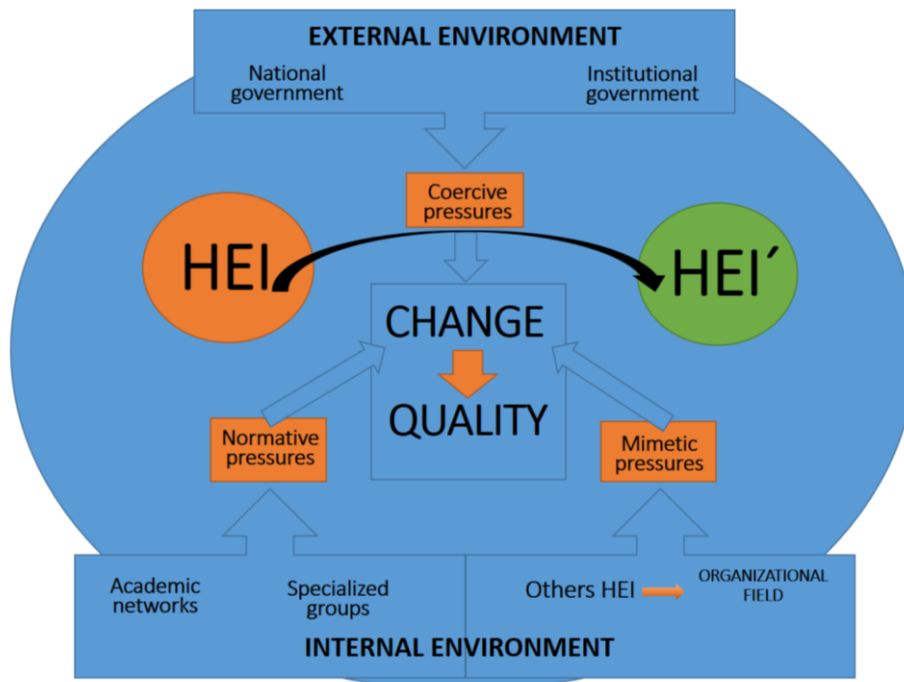 EXTERNAL ENVIRONMENT
National
government
Institutional
government
Coercive
pressures
HEI
HEI´
CHANGE
QUALITY
Normative
pressures
Mimetic
pressures
Academic
networks
Specialized
groups
Others HEI
ORGANIZATIONAL
FIELD
INTERNAL ENVIRONMENT